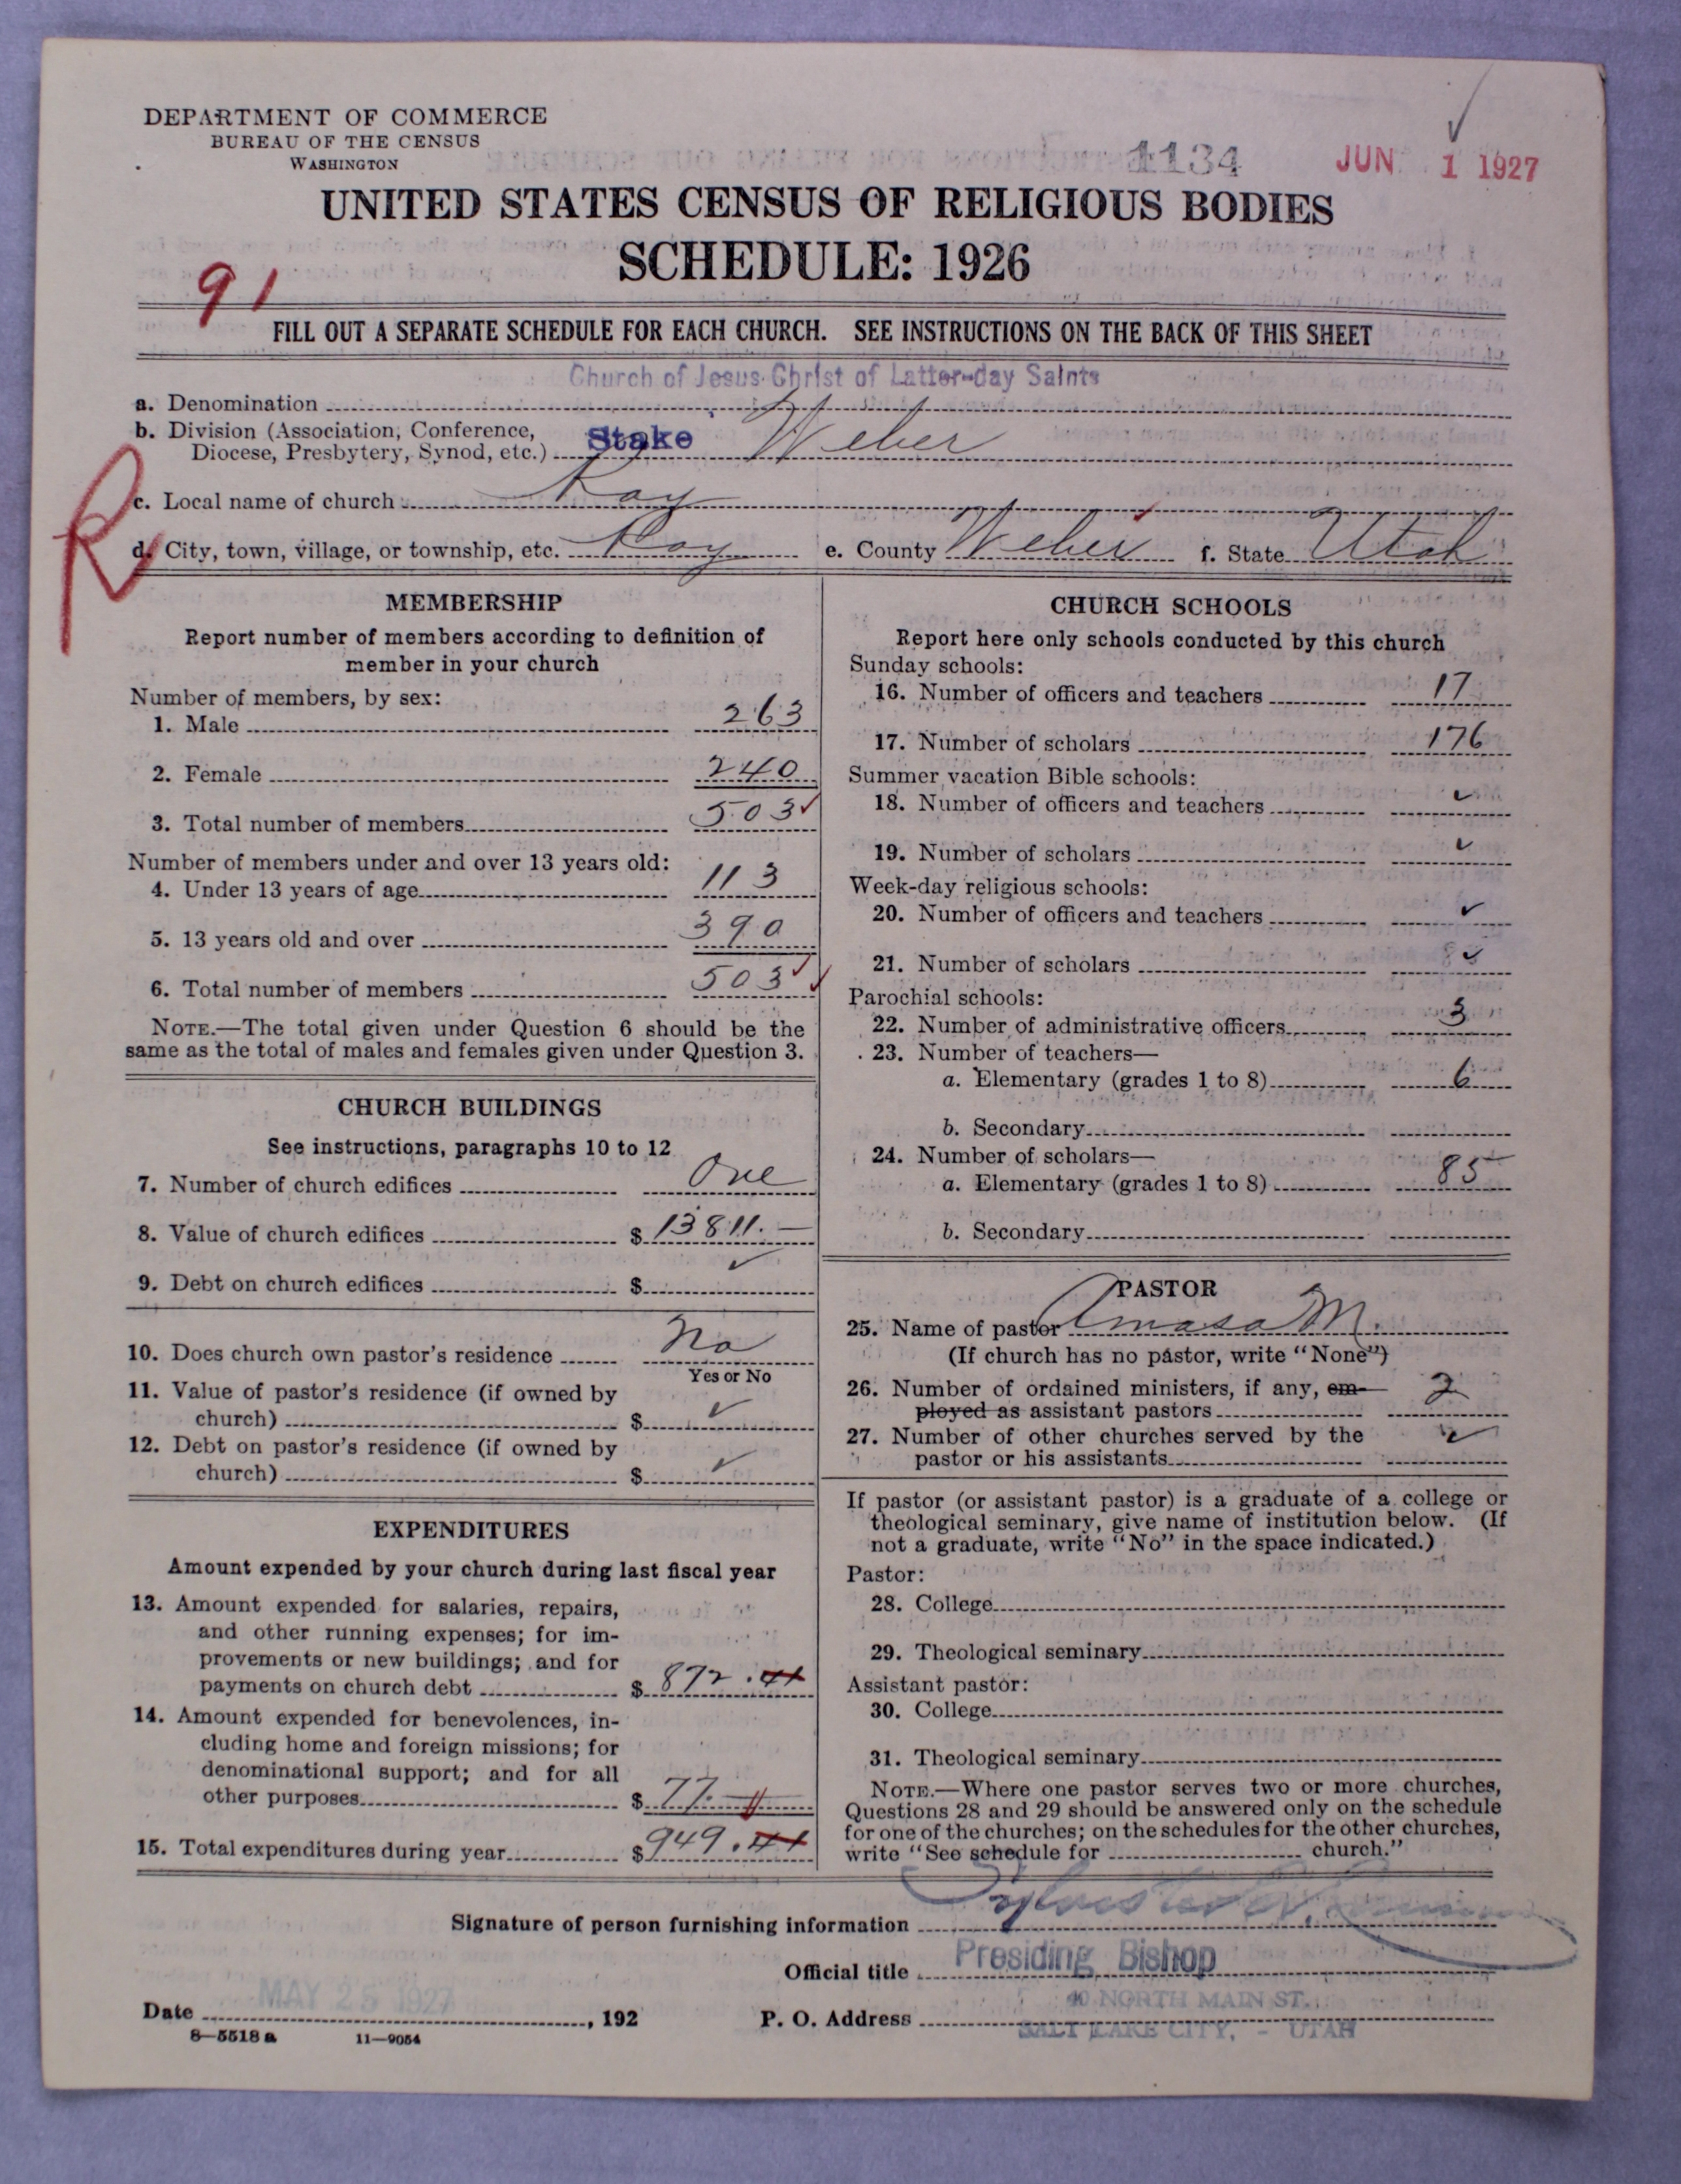 DEPARTMENT OF COMMERCE
BUREAU OF THE CENSUS
WASHINGTON
1134
JUN 1 1927
UNITED STATES CENSUS OF RELIGIOUS BODIES
SCHEDULE: 1926
91
FILL OUT A SEPARATE SCHEDULE FOR EACH CHURCH. SEE INSTRUCTIONS ON THE BACK OF THIS SHEET
Church of Jesus Christ of Latter-day Saints
a. Denomination
b. Division (Association, Conference,
Diocese, Presbytery, Synod, etc.) Stake Weber
R
c. Local name of church Roy
d. City, town, village, or township, etc. Roy e. County Weber f. State Utah
MEMBERSHIP
Report number of members according to definition of
member in your church
Number of members, by sex:
1. Male 263
2. Female 240
3. Total number of members 503
Number of members under and over 13 years old:
4. Under 13 years of age 113
5. 13 years old and over 390
6. Total number of members 503
NOTE.—The total given under Question 6 should be the
same as the total of males and females given under Question 3.
CHURCH BUILDINGS
See instructions, paragraphs 10 to 12
7. Number of church edifices One
8. Value of church edifices $ 13811.—
9. Debt on church edifices $ ✓
10. Does church own pastor's residence No
Yes or No
11. Value of pastor's residence (if owned by
church) $ ✓
12. Debt on pastor's residence (if owned by
church) $ ✓
EXPENDITURES
Amount expended by your church during last fiscal year
13. Amount expended for salaries, repairs,
and other running expenses; for im-
provements or new buildings; and for
payments on church debt $ 872.41
14. Amount expended for benevolences, in-
cluding home and foreign missions; for
denominational support; and for all
other purposes $ 77.—
15. Total expenditures during year $ 949.41
CHURCH SCHOOLS
Report here only schools conducted by this church
Sunday schools:
16. Number of officers and teachers 17
17. Number of scholars 176
Summer vacation Bible schools:
18. Number of officers and teachers ✓
19. Number of scholars ✓
Week-day religious schools:
20. Number of officers and teachers ✓
21. Number of scholars ✓
Parochial schools:
22. Number of administrative officers 3
23. Number of teachers—
a. Elementary (grades 1 to 8) 6
b. Secondary
24. Number of scholars—
a. Elementary (grades 1 to 8) 85
b. Secondary
PASTOR
25. Name of pastor Amasa M.
(If church has no pastor, write "None")
26. Number of ordained ministers, if any, em-
ployed as assistant pastors 2
27. Number of other churches served by the
pastor or his assistants ✓
If pastor (or assistant pastor) is a graduate of a college or
theological seminary, give name of institution below. (If
not a graduate, write "No" in the space indicated.)
Pastor:
28. College
29. Theological seminary
Assistant pastor:
30. College
31. Theological seminary
NOTE.—Where one pastor serves two or more churches,
Questions 28 and 29 should be answered only on the schedule
for one of the churches; on the schedules for the other churches,
write "See schedule for church."
Signature of person furnishing information Sylvester Q. Cannon
Official title Presiding Bishop
Date MAY 25 1927, 192
P. O. Address 40 NORTH MAIN ST.
SALT LAKE CITY, - UTAH
8—5518 a 11—9054